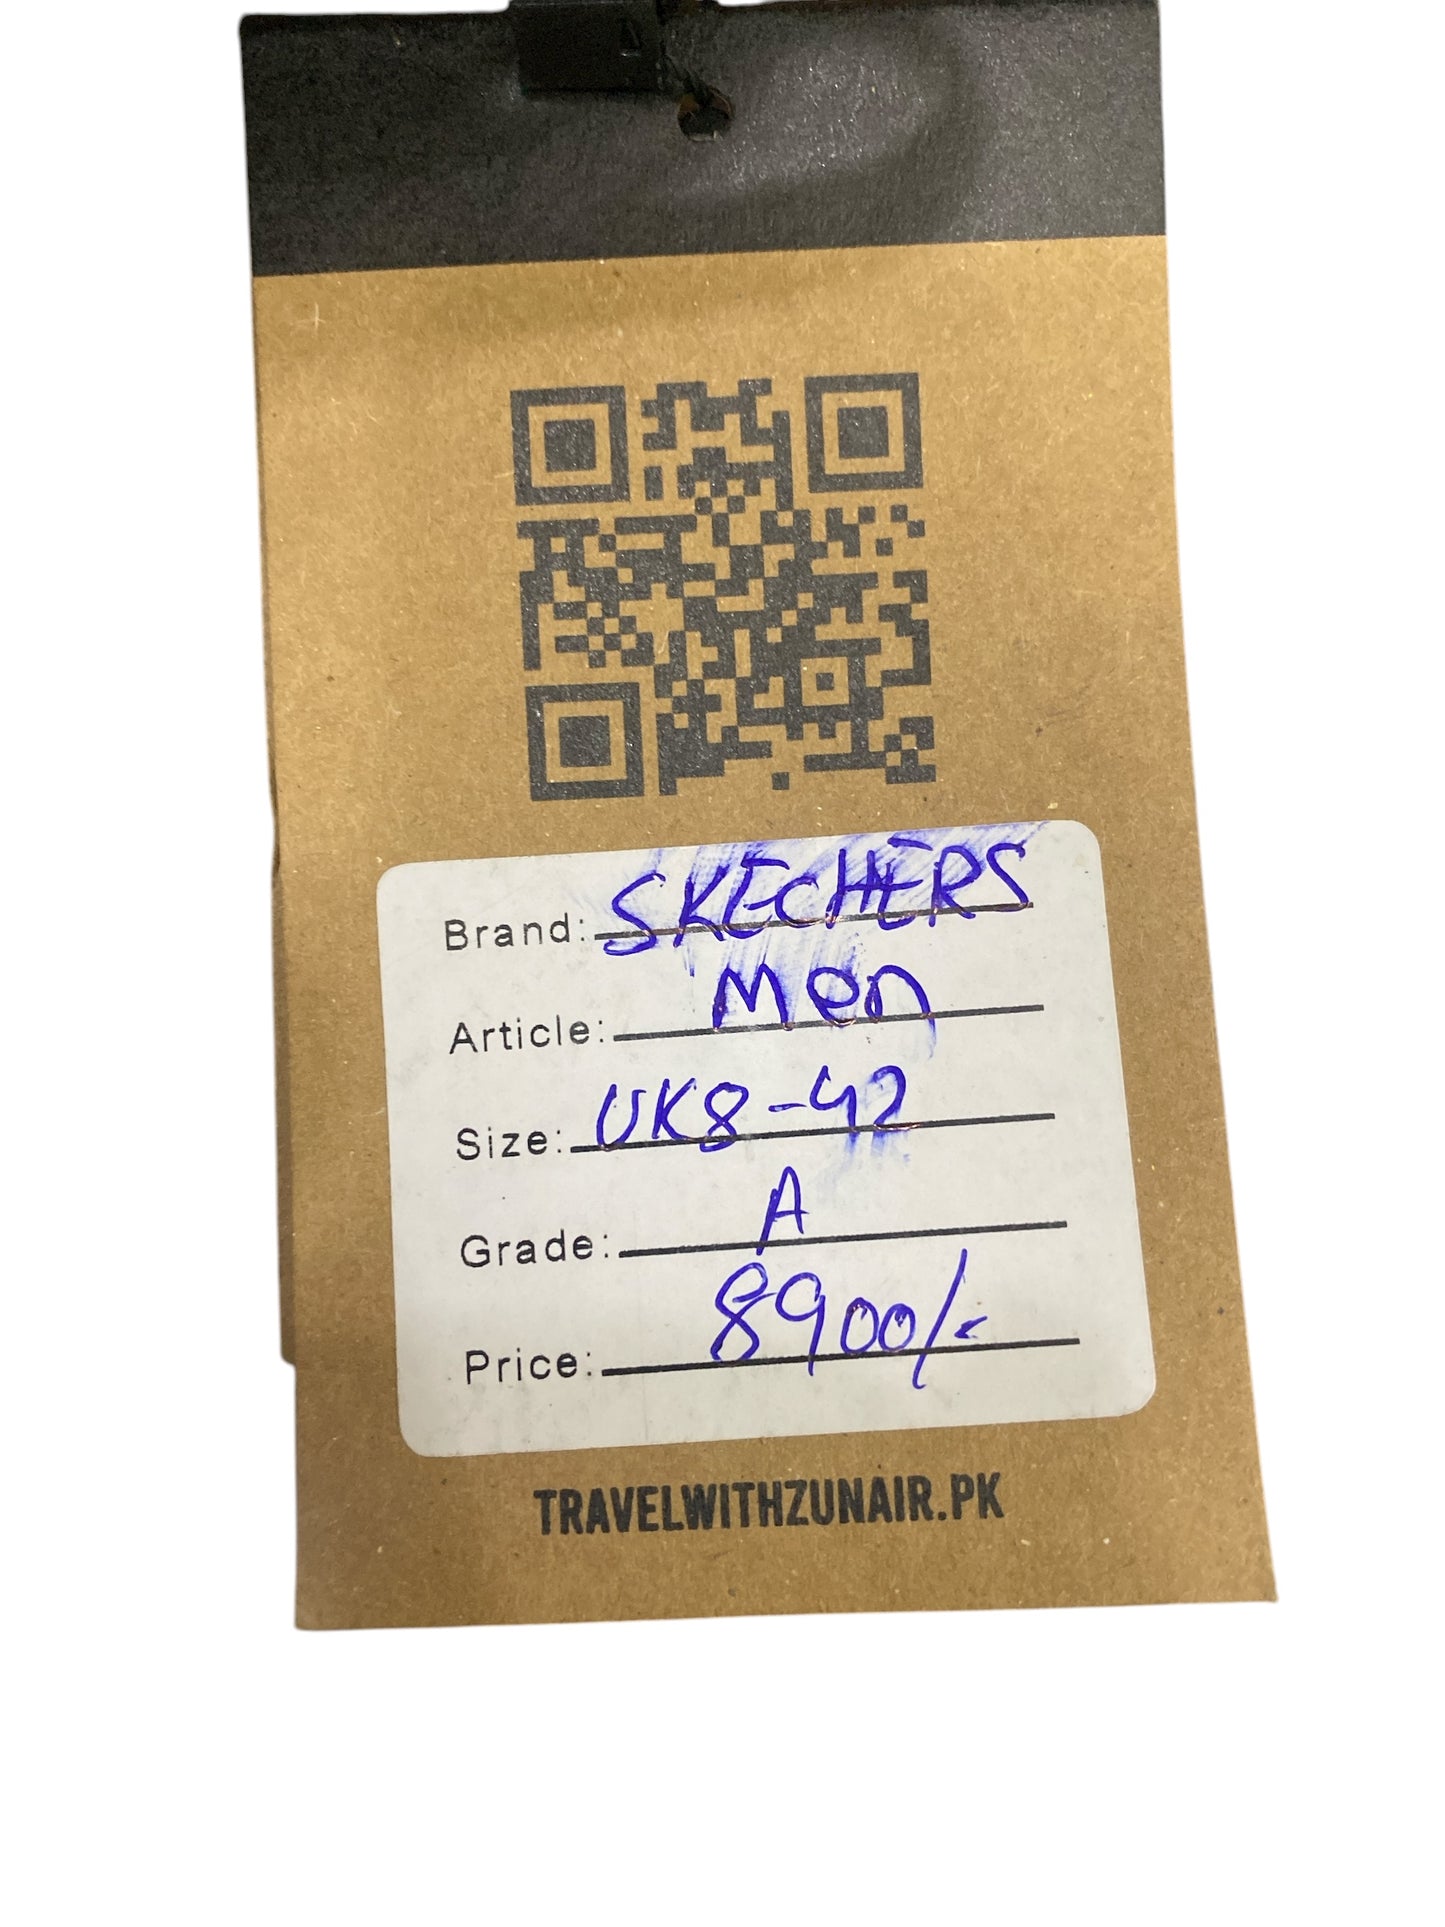 Brand: SKECHERS
Article: Men
Size: UK8-42
Grade: A
Price: 8900/-
TRAVELWITHZUNAIR.PK